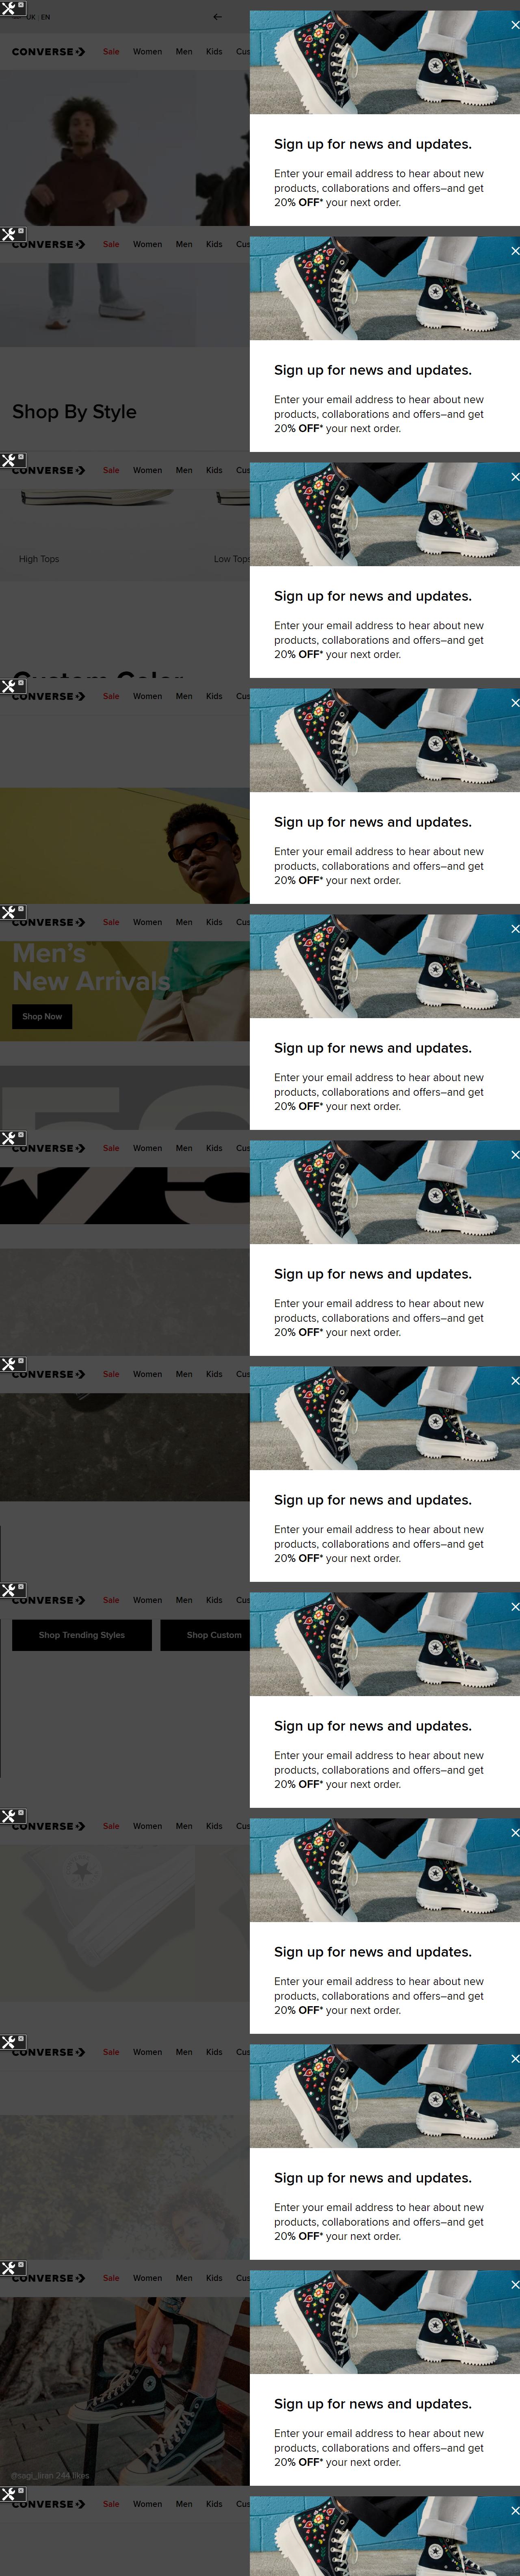 UK | EN
CONVERSE
Sale Women Men Kids Cus
Sign up for news and updates.
Enter your email address to hear about new
products, collaborations and offers–and get
20% OFF* your next order.
CONVERSE
Sale Women Men Kids Cus
Shop By Style
Sign up for news and updates.
Enter your email address to hear about new
products, collaborations and offers–and get
20% OFF* your next order.
CONVERSE
Sale Women Men Kids Cus
High Tops
Low Tops
Custom Color
Sign up for news and updates.
Enter your email address to hear about new
products, collaborations and offers–and get
20% OFF* your next order.
CONVERSE
Sale Women Men Kids Cus
Sign up for news and updates.
Enter your email address to hear about new
products, collaborations and offers–and get
20% OFF* your next order.
CONVERSE
Sale Women Men Kids Cus
Men's
New Arrivals
Shop Now
Sign up for news and updates.
Enter your email address to hear about new
products, collaborations and offers–and get
20% OFF* your next order.
CONVERSE
Sale Women Men Kids Cus
Sign up for news and updates.
Enter your email address to hear about new
products, collaborations and offers–and get
20% OFF* your next order.
CONVERSE
Sale Women Men Kids Cus
Sign up for news and updates.
Enter your email address to hear about new
products, collaborations and offers–and get
20% OFF* your next order.
CONVERSE
Sale Women Men Kids Cus
Shop Trending Styles
Shop Custom
Sign up for news and updates.
Enter your email address to hear about new
products, collaborations and offers–and get
20% OFF* your next order.
CONVERSE
Sale Women Men Kids Cus
Sign up for news and updates.
Enter your email address to hear about new
products, collaborations and offers–and get
20% OFF* your next order.
CONVERSE
Sale Women Men Kids Cus
Sign up for news and updates.
Enter your email address to hear about new
products, collaborations and offers–and get
20% OFF* your next order.
CONVERSE
Sale Women Men Kids Cus
@sagi_liran 244 likes
Sign up for news and updates.
Enter your email address to hear about new
products, collaborations and offers–and get
20% OFF* your next order.
CONVERSE
Sale Women Men Kids Cus